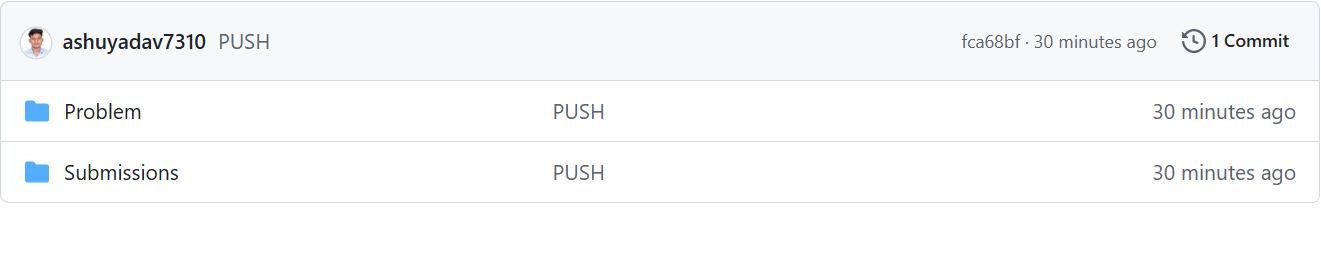 ashuyadav7310 PUSH fca68bf · 30 minutes ago 1 Commit
Problem PUSH 30 minutes ago
Submissions PUSH 30 minutes ago